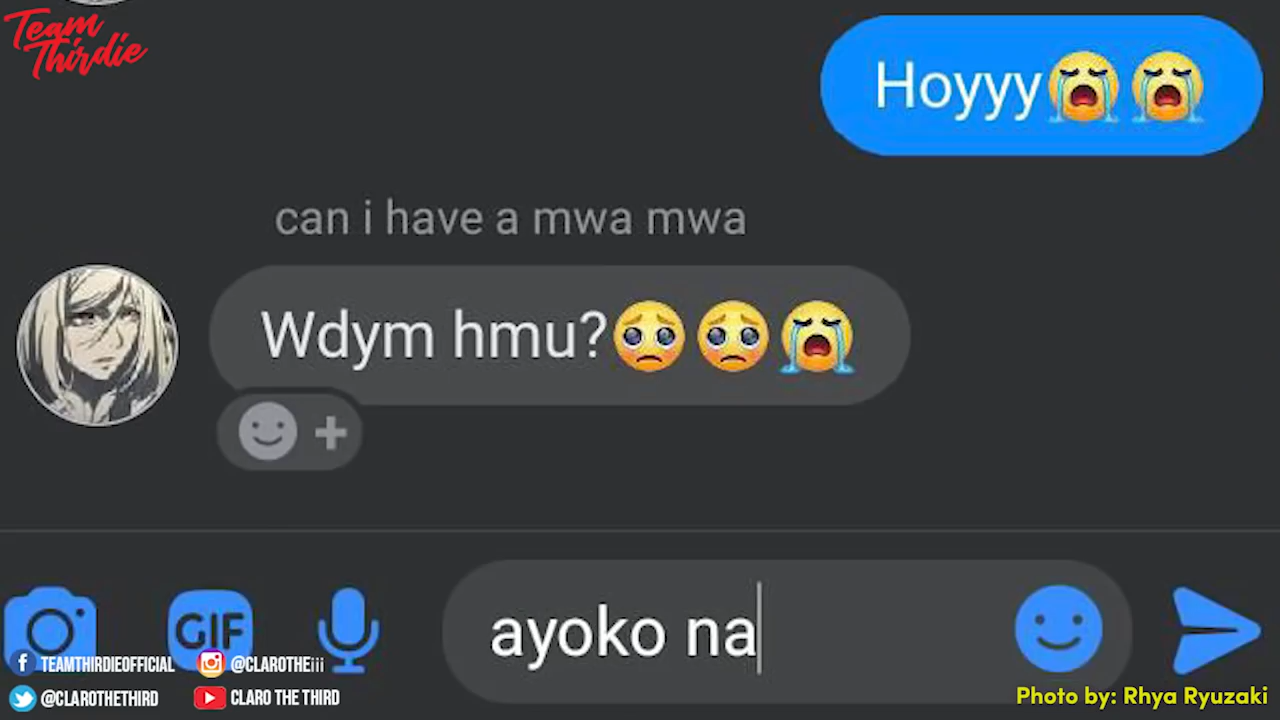 Team
Thirdie
Hoyyy😭😭
can i have a mwa mwa
Wdym hmu?🥺🥺😭
GIF
ayoko na
TEAMTHIRDIEOFFICIAL
@CLAROTHEiii
@CLAROTHETHIRD
CLARO THE THIRD
Photo by: Rhya Ryuzaki